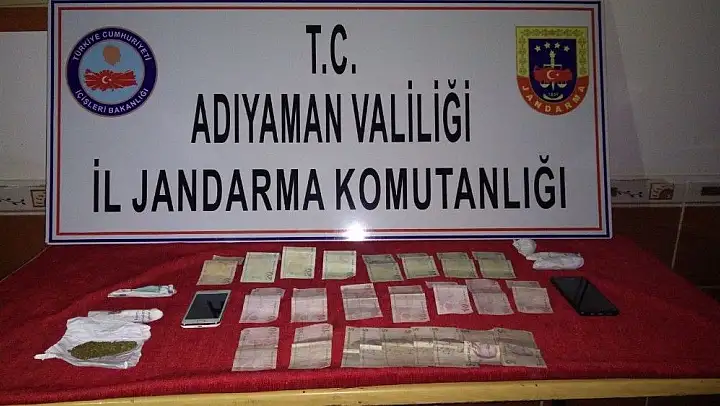 T.C.
ADIYAMAN VALİLİĞİ
İL JANDARMA KOMUTANLIĞI
TÜRKİYE CUMHURİYETİ
İÇİŞLERİ BAKANLIĞI
JANDARMA